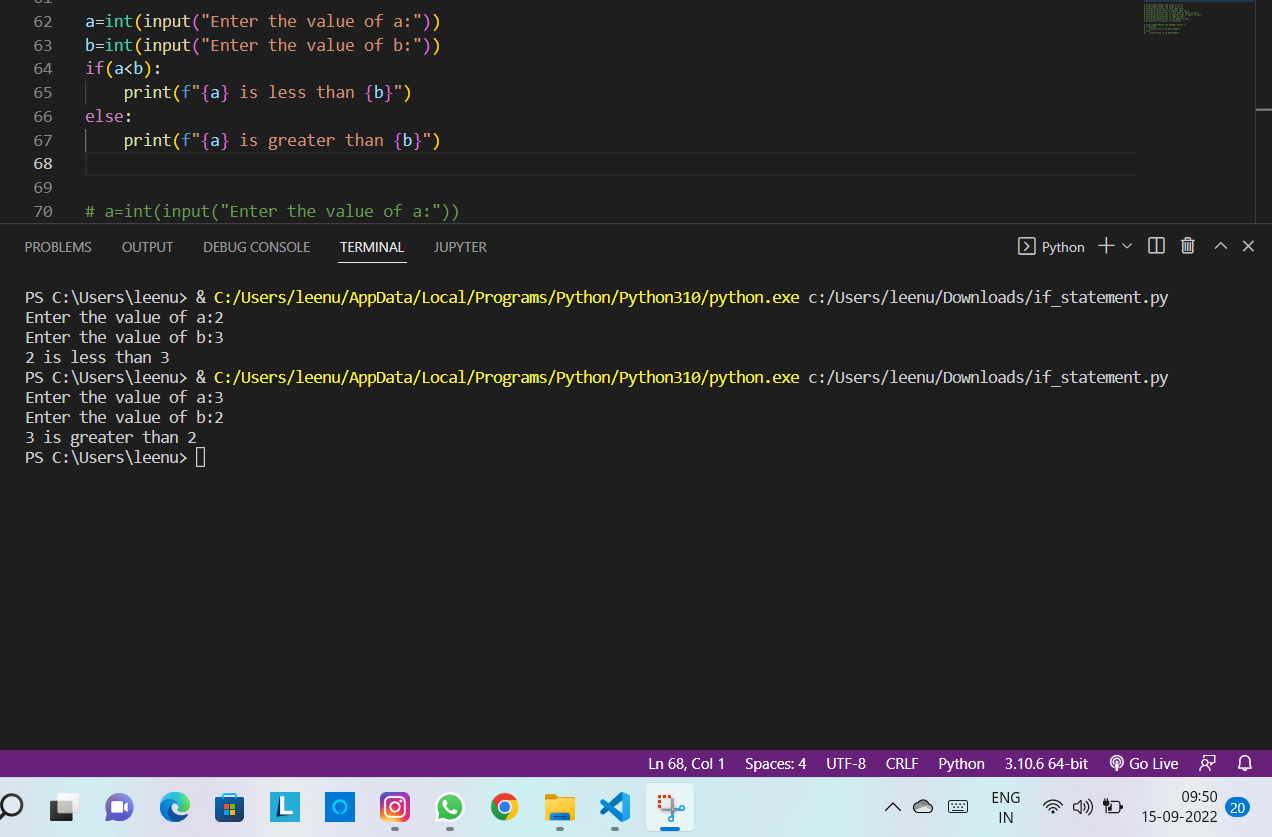 61
62 a=int(input("Enter the value of a:"))
63 b=int(input("Enter the value of b:"))
64 if(a<b):
65     print(f"{a} is less than {b}")
66 else:
67     print(f"{a} is greater than {b}")
68
69
70 # a=int(input("Enter the value of a:"))
PROBLEMS OUTPUT DEBUG CONSOLE TERMINAL JUPYTER Python
PS C:\Users\leenu> & C:/Users/leenu/AppData/Local/Programs/Python/Python310/python.exe c:/Users/leenu/Downloads/if_statement.py
Enter the value of a:2
Enter the value of b:3
2 is less than 3
PS C:\Users\leenu> & C:/Users/leenu/AppData/Local/Programs/Python/Python310/python.exe c:/Users/leenu/Downloads/if_statement.py
Enter the value of a:3
Enter the value of b:2
3 is greater than 2
PS C:\Users\leenu>
Ln 68, Col 1 Spaces: 4 UTF-8 CRLF Python 3.10.6 64-bit Go Live
L
ENG
IN
09:50
15-09-2022
20